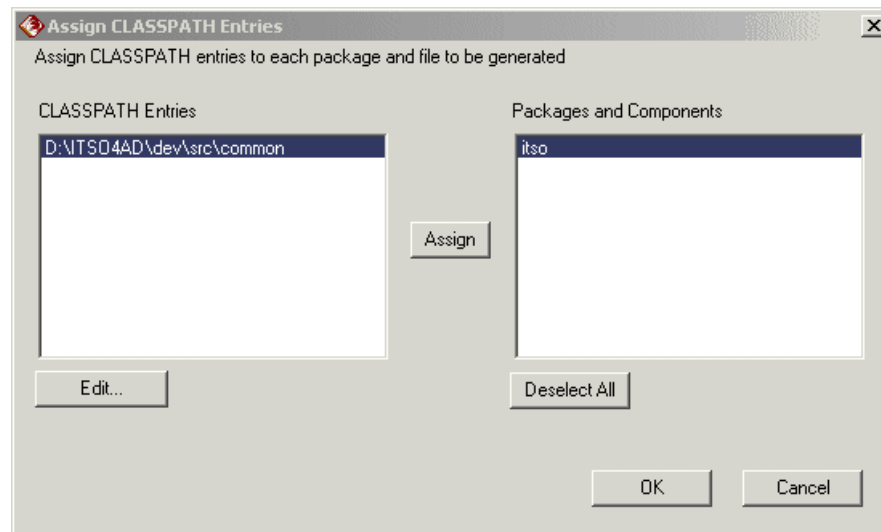 Assign CLASSPATH Entries
Assign CLASSPATH entries to each package and file to be generated
CLASSPATH Entries
Packages and Components
D:\ITSO4AD\dev\src\common
itso
Assign
Edit...
Deselect All
OK
Cancel